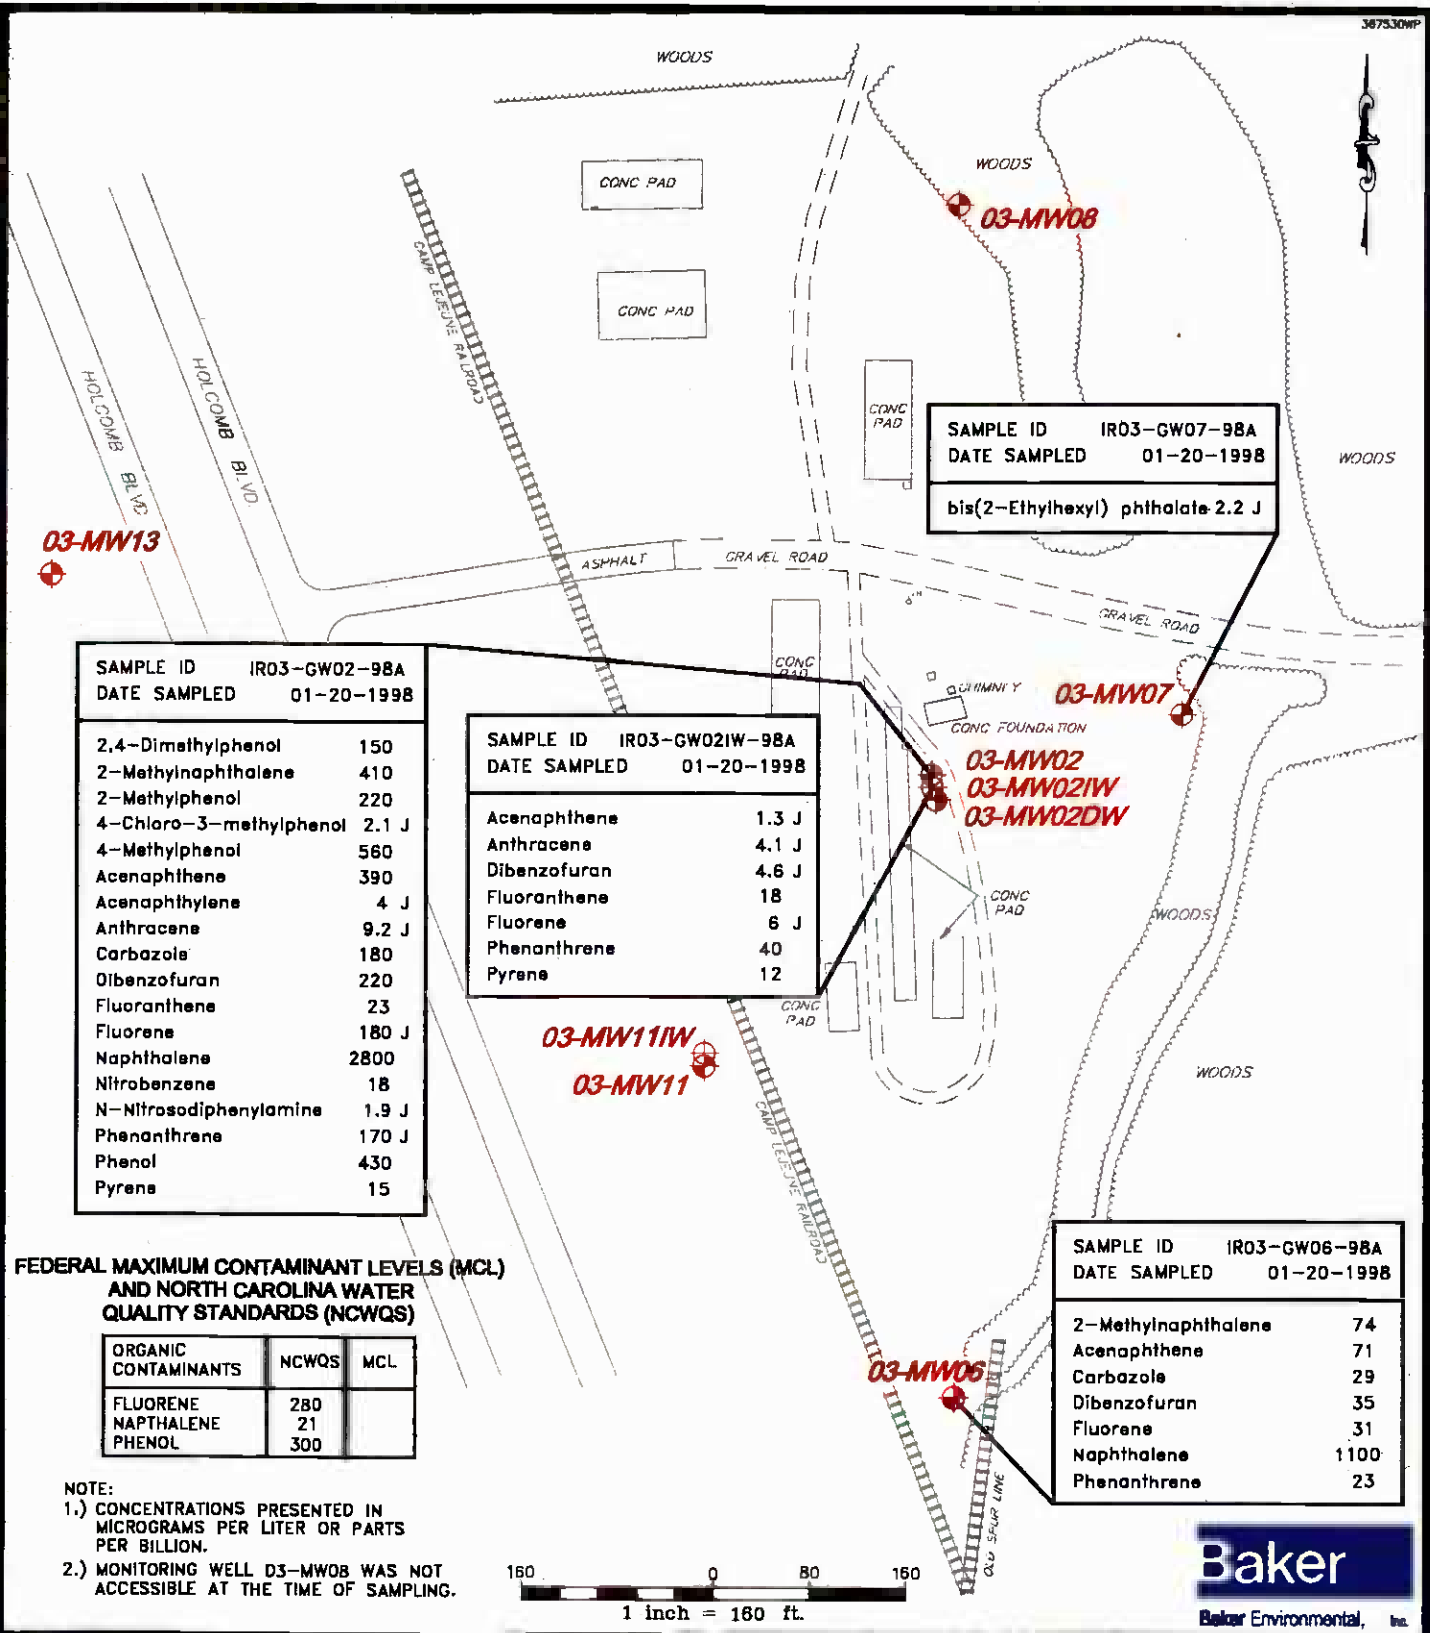 367530WP
WOODS
WOODS
CONC PAD
03-MW08
CAMP LEJEUNE RAILROAD
CONC PAD
HOLCOMB BLVD
HOLCOMB BLVD.
CONC
PAD
WOODS
SAMPLE ID IR03-GW07-98A
DATE SAMPLED 01-20-1998
bis(2-Ethylhexyl) phthalate 2.2 J
03-MW13
ASPHALT
GRAVEL ROAD
GRAVEL ROAD
SAMPLE ID IR03-GW02-98A
DATE SAMPLED 01-20-1998
2,4-Dimethylphenol 150
2-Methylnaphthalene 410
2-Methylphenol 220
4-Chloro-3-methylphenol 2.1 J
4-Methylphenol 560
Acenaphthene 390
Acenaphthylene 4 J
Anthracene 9.2 J
Carbazole 180
Dibenzofuran 220
Fluoranthene 23
Fluorene 180 J
Naphthalene 2800
Nitrobenzene 18
N-Nitrosodiphenylamine 1.9 J
Phenanthrene 170 J
Phenol 430
Pyrene 15
CONC
PAD
CHIMNEY
CONC FOUNDATION
03-MW07
SAMPLE ID IR03-GW02IW-98A
DATE SAMPLED 01-20-1998
Acenaphthene 1.3 J
Anthracene 4.1 J
Dibenzofuran 4.6 J
Fluoranthene 18
Fluorene 6 J
Phenanthrene 40
Pyrene 12
03-MW02
03-MW02IW
03-MW02DW
CONC
PAD
WOODS
CONC
PAD
03-MW11IW
03-MW11
WOODS
CAMP LEJEUNE RAILROAD
FEDERAL MAXIMUM CONTAMINANT LEVELS (MCL)
AND NORTH CAROLINA WATER
QUALITY STANDARDS (NCWQS)
ORGANIC
CONTAMINANTS NCWQS MCL
FLUORENE 280
NAPTHALENE 21
PHENOL 300
SAMPLE ID IR03-GW06-98A
DATE SAMPLED 01-20-1998
2-Methylnaphthalene 74
Acenaphthene 71
Carbazole 29
Dibenzofuran 35
Fluorene 31
Naphthalene 1100
Phenanthrene 23
03-MW06
OLD SPUR LINE
NOTE:
1.) CONCENTRATIONS PRESENTED IN
MICROGRAMS PER LITER OR PARTS
PER BILLION.
2.) MONITORING WELL 03-MW08 WAS NOT
ACCESSIBLE AT THE TIME OF SAMPLING.
160 0 80 160
1 inch = 160 ft.
Baker
Baker Environmental, Inc.